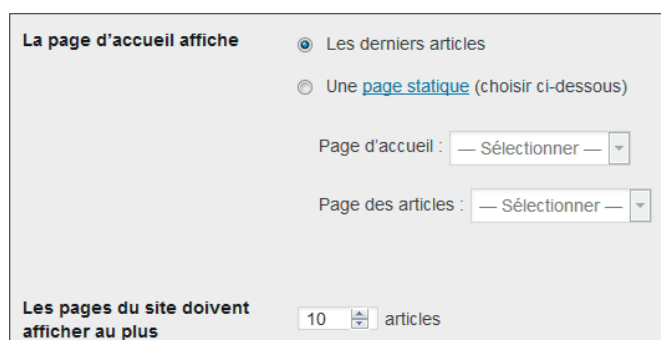 La page d’accueil affiche
Les derniers articles
Une page statique (choisir ci-dessous)
Page d’accueil : — Sélectionner —
Page des articles : — Sélectionner —
Les pages du site doivent
afficher au plus
10 articles